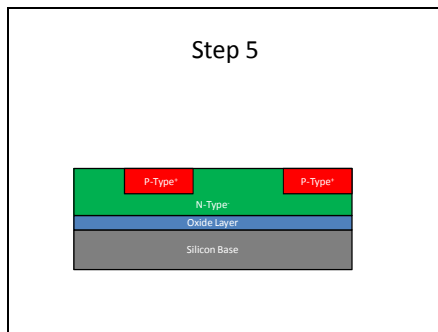 Step 5
P-Type⁺ P-Type⁺
N-Type⁻
Oxide Layer
Silicon Base